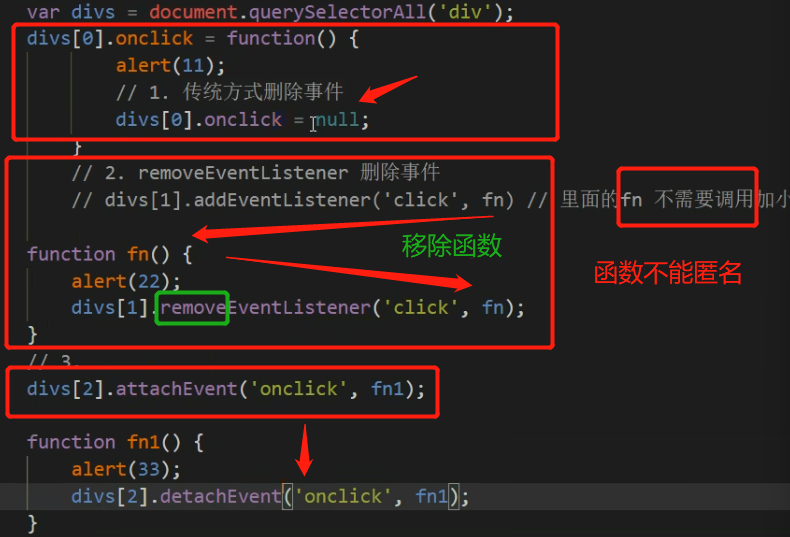 var divs = document.querySelectorAll('div');
divs[0].onclick = function() {
alert(11);
// 1. 传统方式删除事件
divs[0].onclick = null;
}
// 2. removeEventListener 删除事件
// divs[1].addEventListener('click', fn) // 里面的fn 不需要调用加小
移除函数
function fn() {
函数不能匿名
alert(22);
divs[1].removeEventListener('click', fn);
}
// 3.
divs[2].attachEvent('onclick', fn1);
function fn1() {
alert(33);
divs[2].detachEvent('onclick', fn1);
}